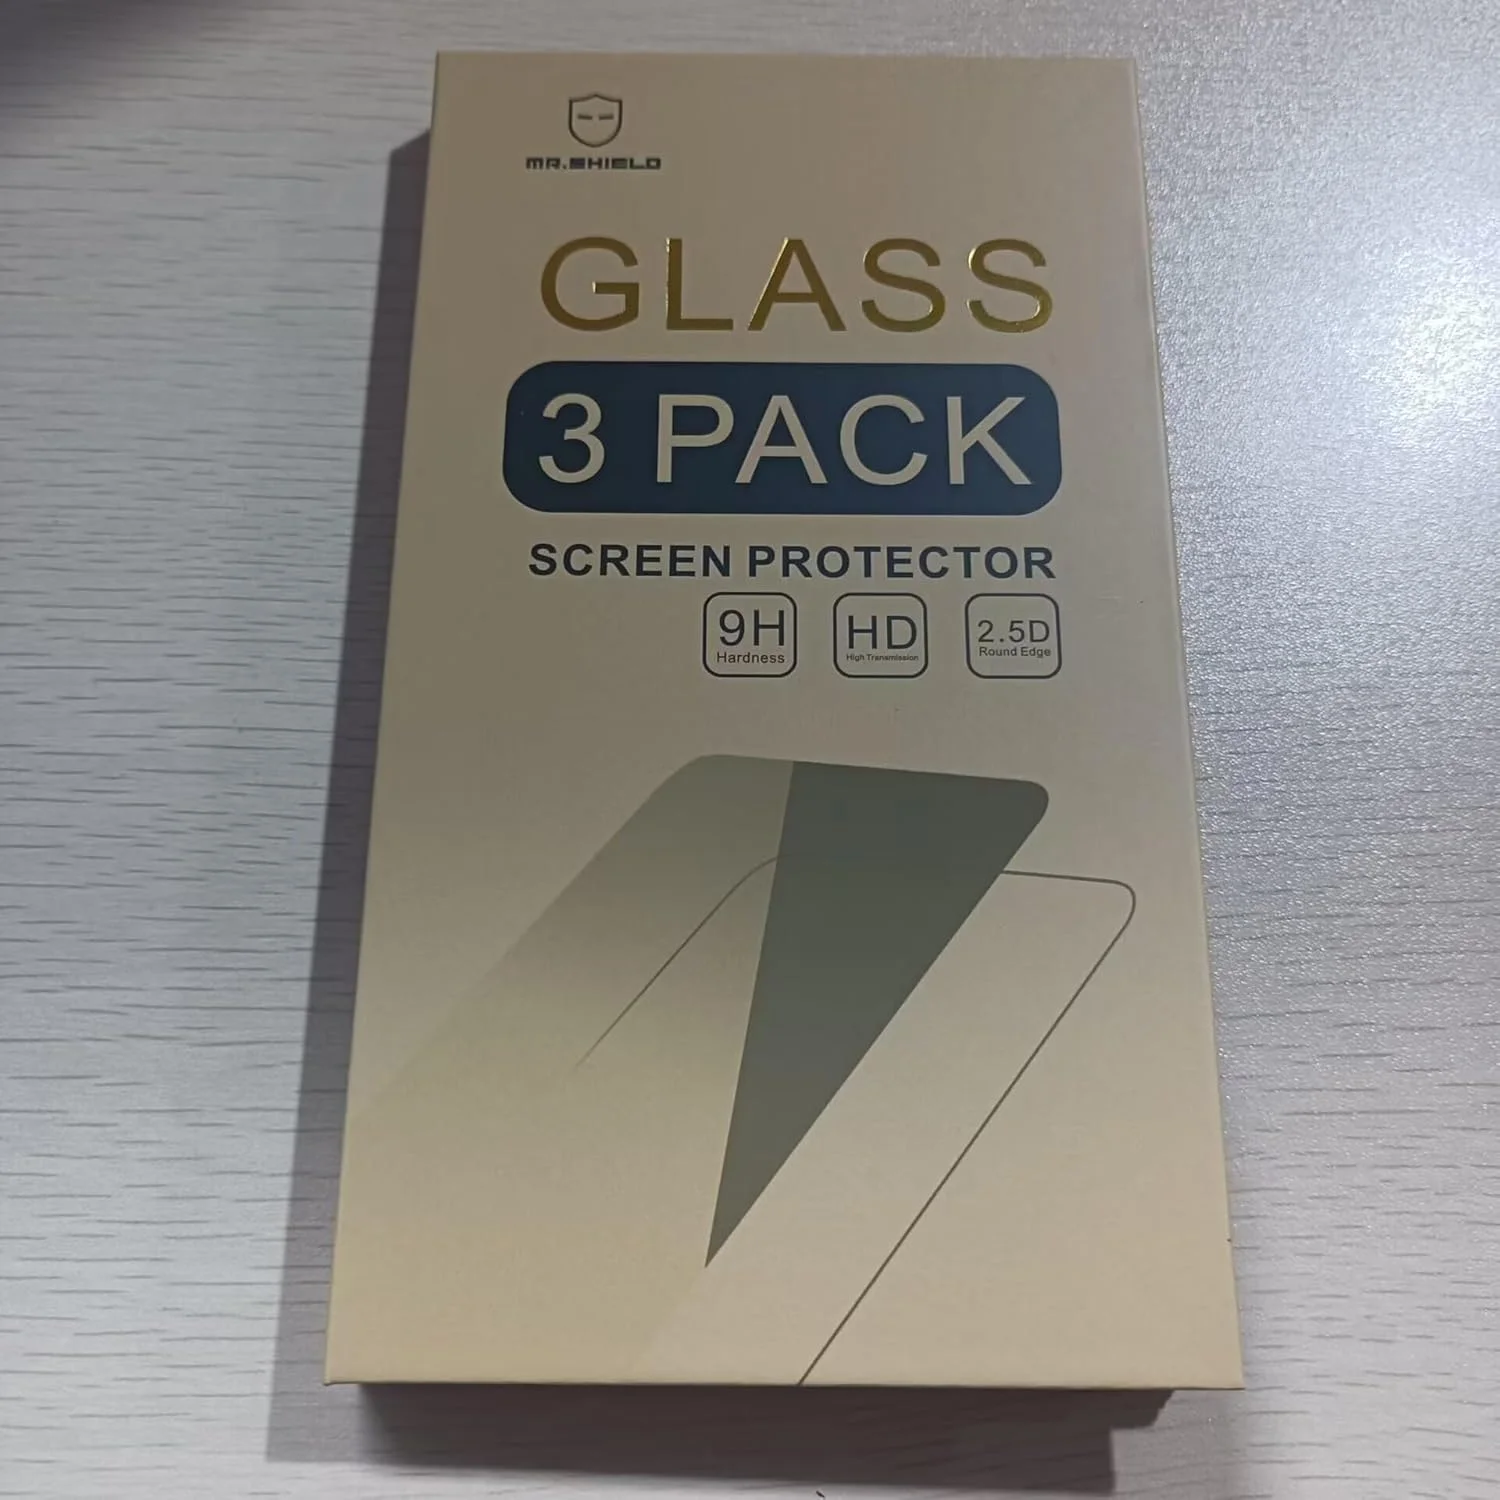 MR.SHIELD
GLASS
3 PACK
SCREEN PROTECTOR
9H HD 2.5D
Hardness High Transmission Round Edge